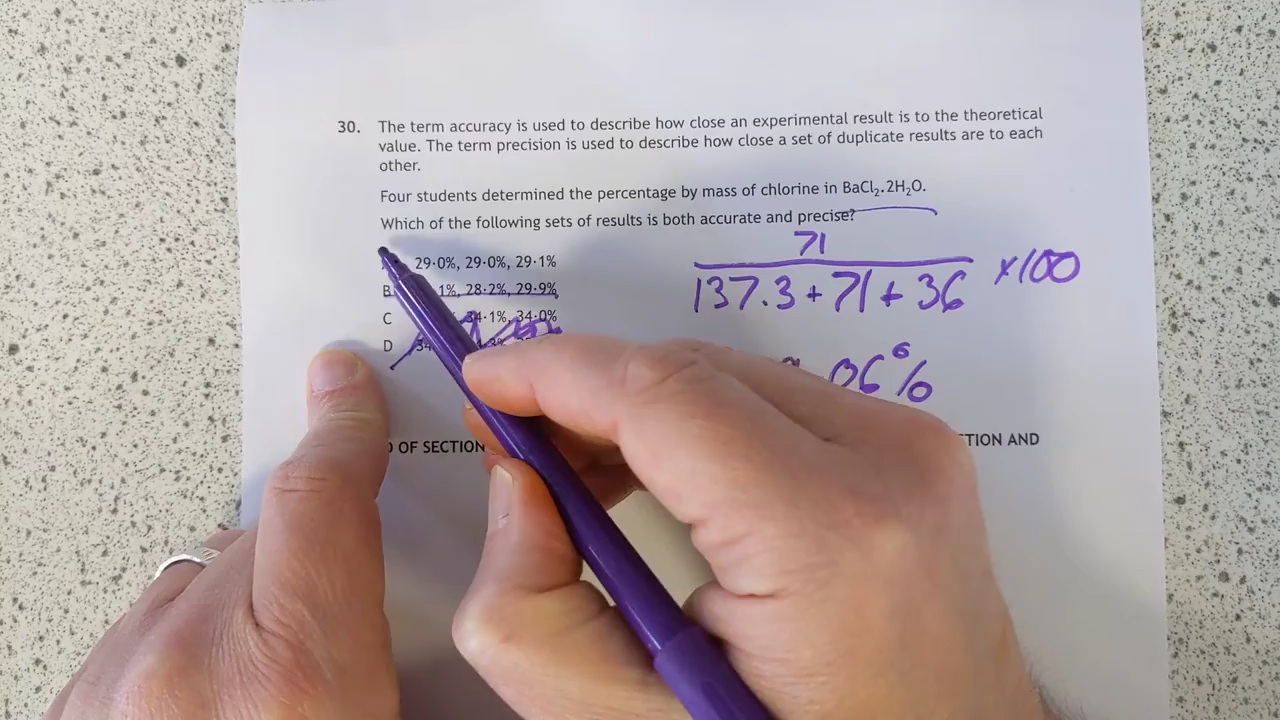 30. The term accuracy is used to describe how close an experimental result is to the theoretical
value. The term precision is used to describe how close a set of duplicate results are to each
other.
Four students determined the percentage by mass of chlorine in BaCl₂.2H₂O.
Which of the following sets of results is both accurate and precise?
29·0%, 29·0%, 29·1%
B 1%, 28·2%, 29·9%
C 34·1%, 34·0%
D 34
71
137.3 + 71 + 36 ×100
06%
OF SECTION TION AND